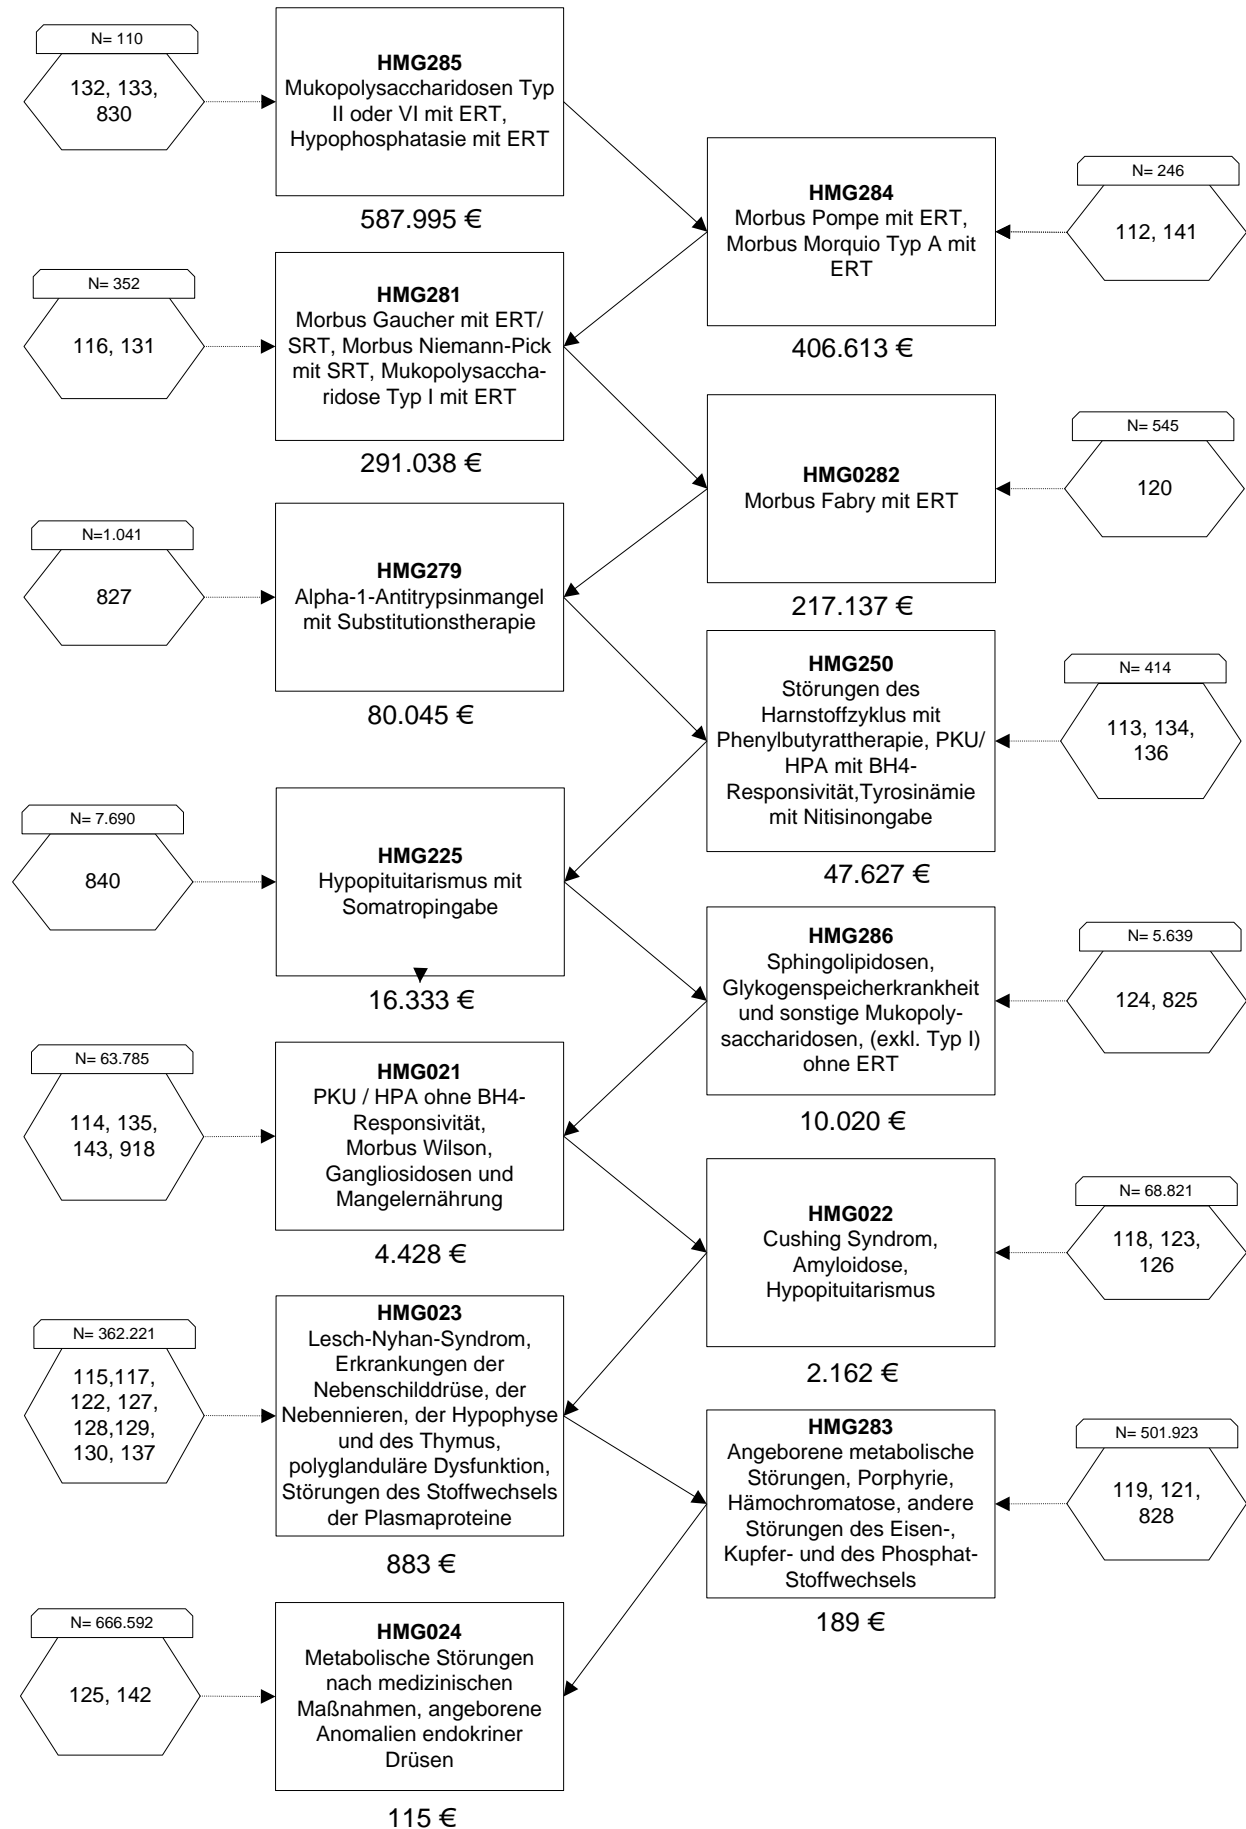 N= 110
132, 133,
830
HMG285
Mukopolysaccharidosen Typ
II oder VI mit ERT,
Hypophosphatasie mit ERT
587.995 €
HMG284
Morbus Pompe mit ERT,
Morbus Morquio Typ A mit
ERT
406.613 €
N= 246
112, 141
N= 352
116, 131
HMG281
Morbus Gaucher mit ERT/
SRT, Morbus Niemann-Pick
mit SRT, Mukopolysaccha-
ridose Typ I mit ERT
291.038 €
HMG0282
Morbus Fabry mit ERT
217.137 €
N= 545
120
N=1.041
827
HMG279
Alpha-1-Antitrypsinmangel
mit Substitutionstherapie
80.045 €
HMG250
Störungen des
Harnstoffzyklus mit
Phenylbutyrattherapie, PKU/
HPA mit BH4-
Responsivität,Tyrosinämie
mit Nitisinongabe
47.627 €
N= 414
113, 134,
136
N= 7.690
840
HMG225
Hypopituitarismus mit
Somatropingabe
16.333 €
HMG286
Sphingolipidosen,
Glykogenspeicherkrankheit
und sonstige Mukopoly-
saccharidosen, (exkl. Typ I)
ohne ERT
10.020 €
N= 5.639
124, 825
N= 63.785
114, 135,
143, 918
HMG021
PKU / HPA ohne BH4-
Responsivität,
Morbus Wilson,
Gangliosidosen und
Mangelernährung
4.428 €
HMG022
Cushing Syndrom,
Amyloidose,
Hypopituitarismus
2.162 €
N= 68.821
118, 123,
126
N= 362.221
115,117,
122, 127,
128,129,
130, 137
HMG023
Lesch-Nyhan-Syndrom,
Erkrankungen der
Nebenschilddrüse, der
Nebennieren, der Hypophyse
und des Thymus,
polyglanduläre Dysfunktion,
Störungen des Stoffwechsels
der Plasmaproteine
883 €
HMG283
Angeborene metabolische
Störungen, Porphyrie,
Hämochromatose, andere
Störungen des Eisen-,
Kupfer- und des Phosphat-
Stoffwechsels
189 €
N= 501.923
119, 121,
828
N= 666.592
125, 142
HMG024
Metabolische Störungen
nach medizinischen
Maßnahmen, angeborene
Anomalien endokriner
Drüsen
115 €